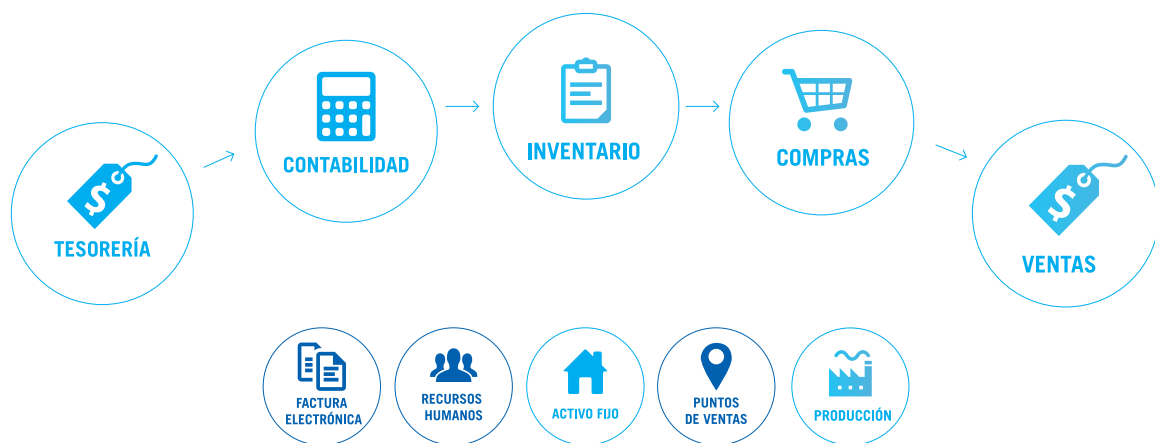 TESORERÍA
CONTABILIDAD
INVENTARIO
COMPRAS
VENTAS
FACTURA
ELECTRÓNICA
RECURSOS
HUMANOS
ACTIVO FIJO
PUNTOS
DE VENTAS
PRODUCCIÓN